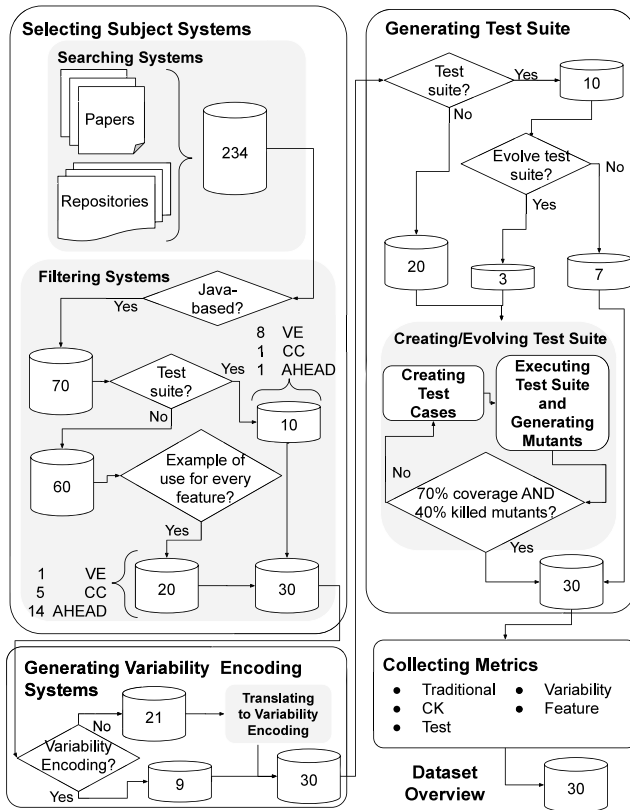 Selecting Subject Systems
Searching Systems
Papers
Repositories
234
Filtering Systems
Java-
based?
Yes
70
Test
suite?
Yes
No
8 VE
1 CC
1 AHEAD
10
60
Example of
use for every
feature?
Yes
1 VE
5 CC
14 AHEAD
20
30
Generating Variability Encoding
Systems
Variability
Encoding?
No
21
Translating
to Variability
Encoding
Yes
9
30
Generating Test Suite
Test
suite?
Yes
10
No
Evolve test
suite?
No
Yes
20
3
7
Creating/Evolving Test Suite
Creating
Test
Cases
Executing
Test Suite
and
Generating
Mutants
No
70% coverage AND
40% killed mutants?
Yes
30
Collecting Metrics
● Traditional ● Variability
● CK ● Feature
● Test
Dataset
Overview
30